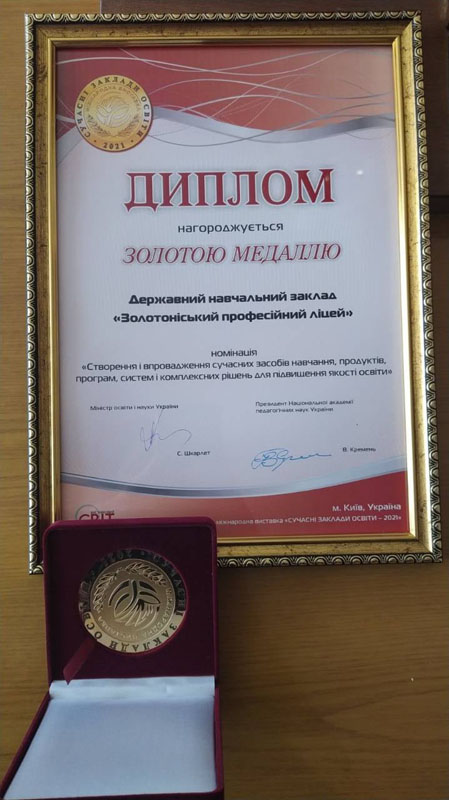 СУЧАСНІ ЗАКЛАДИ ОСВІТИ
2021
ДИПЛОМ
нагороджується
ЗОЛОТОЮ МЕДАЛЛЮ
Державний навчальний заклад
«Золотоніський професійний ліцей»
номінація
«Створення і впровадження сучасних засобів навчання, продуктів,
програм, систем і комплексних рішень для підвищення якості освіти»
Міністр освіти і науки України
Президент Національної академії
педагогічних наук України
С. Шкарлет
В. Кремень
м. Київ, Україна
міжнародна виставка «СУЧАСНІ ЗАКЛАДИ ОСВІТИ – 2021»
СВІТ